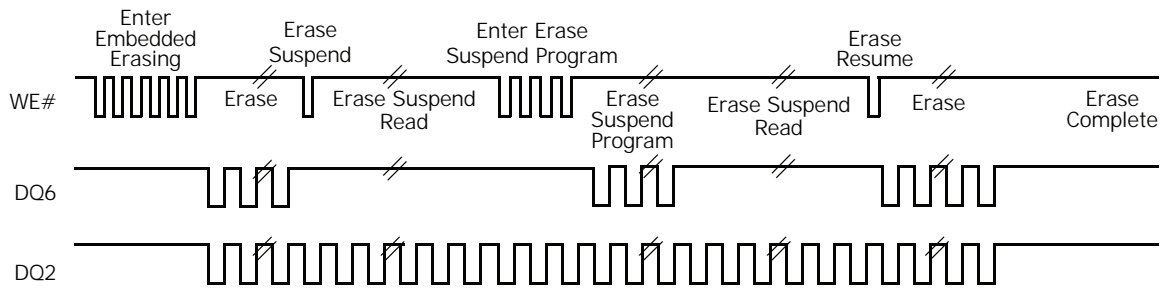 Enter
Embedded
Erasing
Erase
Suspend
Enter Erase
Suspend Program
Erase
Resume
WE#
Erase
Erase Suspend
Read
Erase
Suspend
Program
Erase Suspend
Read
Erase
Erase
Complete
DQ6
DQ2